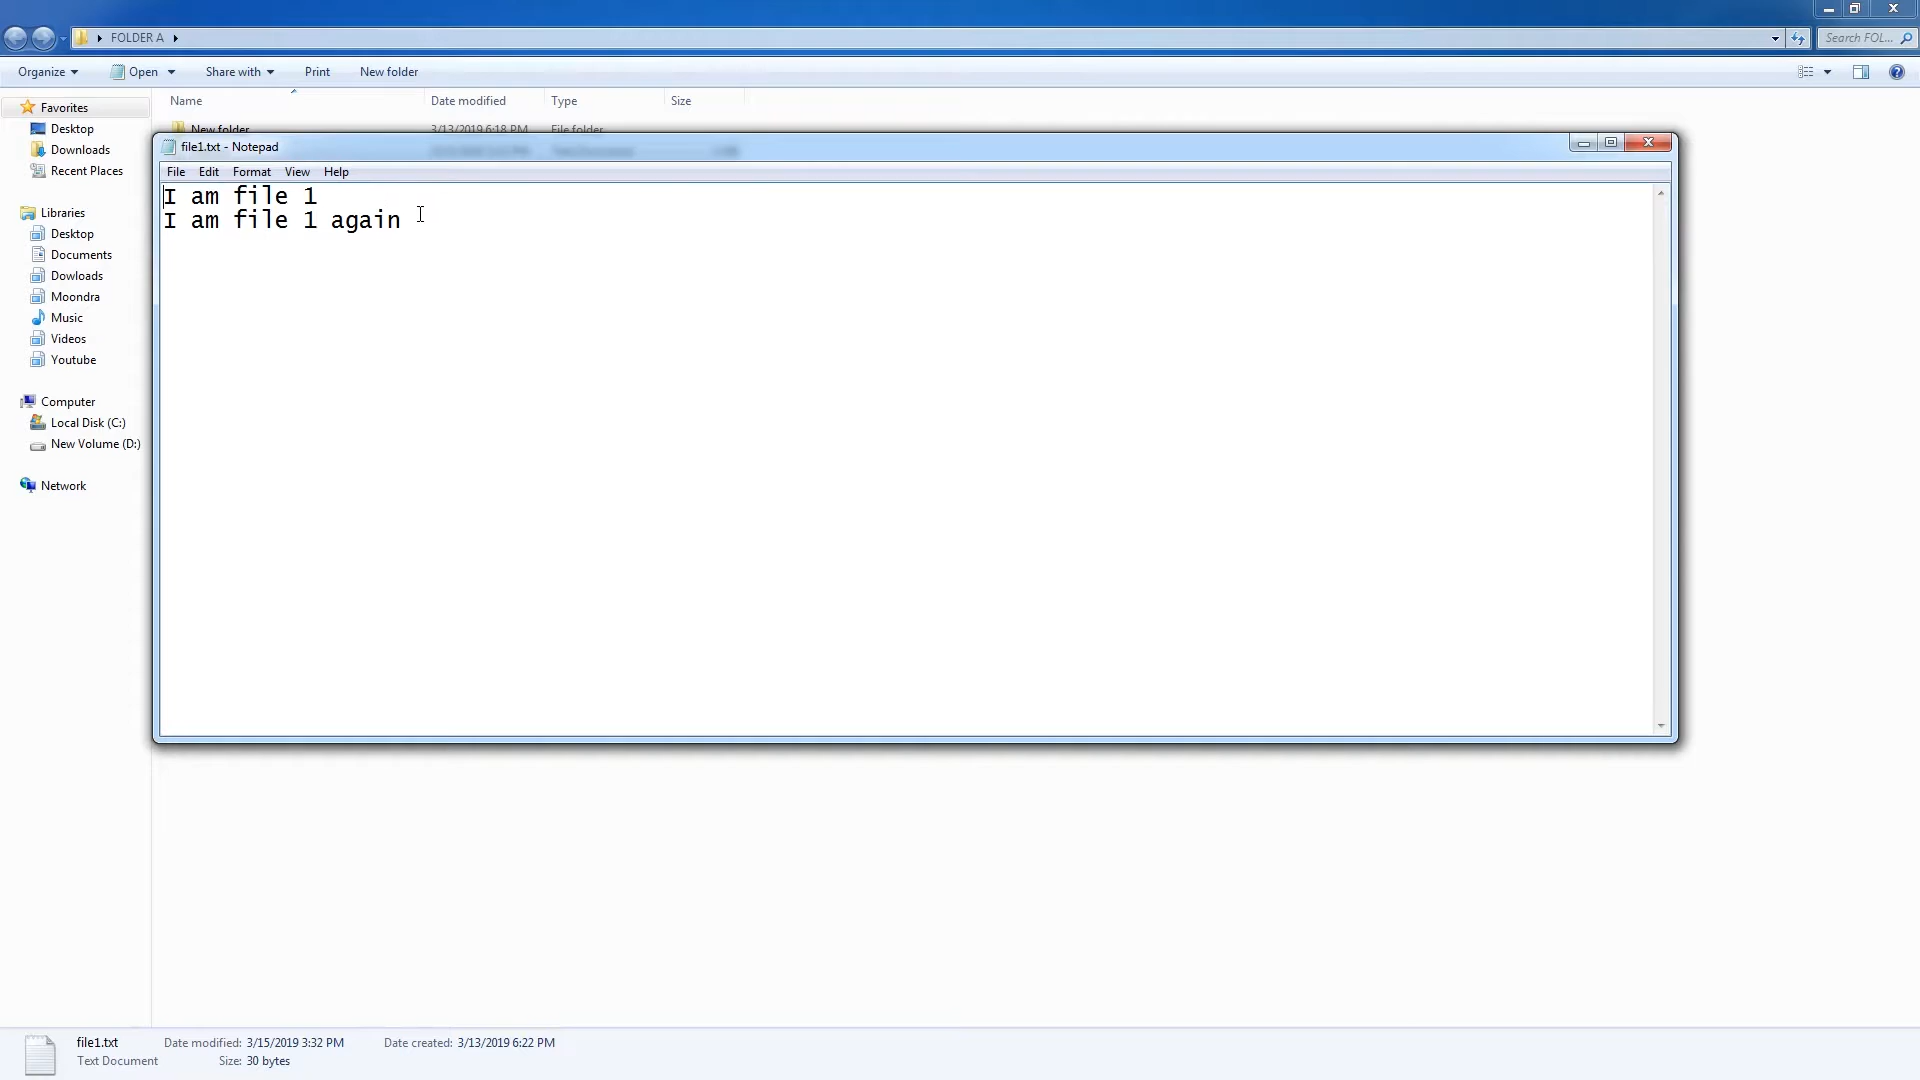 FOLDER A
Search FOL...
Organize
Open
Share with
Print
New folder
Name
Date modified
Type
Size
Favorites
Desktop
Downloads
Recent Places
Libraries
Desktop
Documents
Dowloads
Moondra
Music
Videos
Youtube
Computer
Local Disk (C:)
New Volume (D:)
Network
New folder
3/13/2019 6:18 PM
File folder
file1.txt - Notepad
File
Edit
Format
View
Help
I am file 1
I am file 1 again
file1.txt
Date modified: 3/15/2019 3:32 PM
Date created: 3/13/2019 6:22 PM
Text Document
Size: 30 bytes